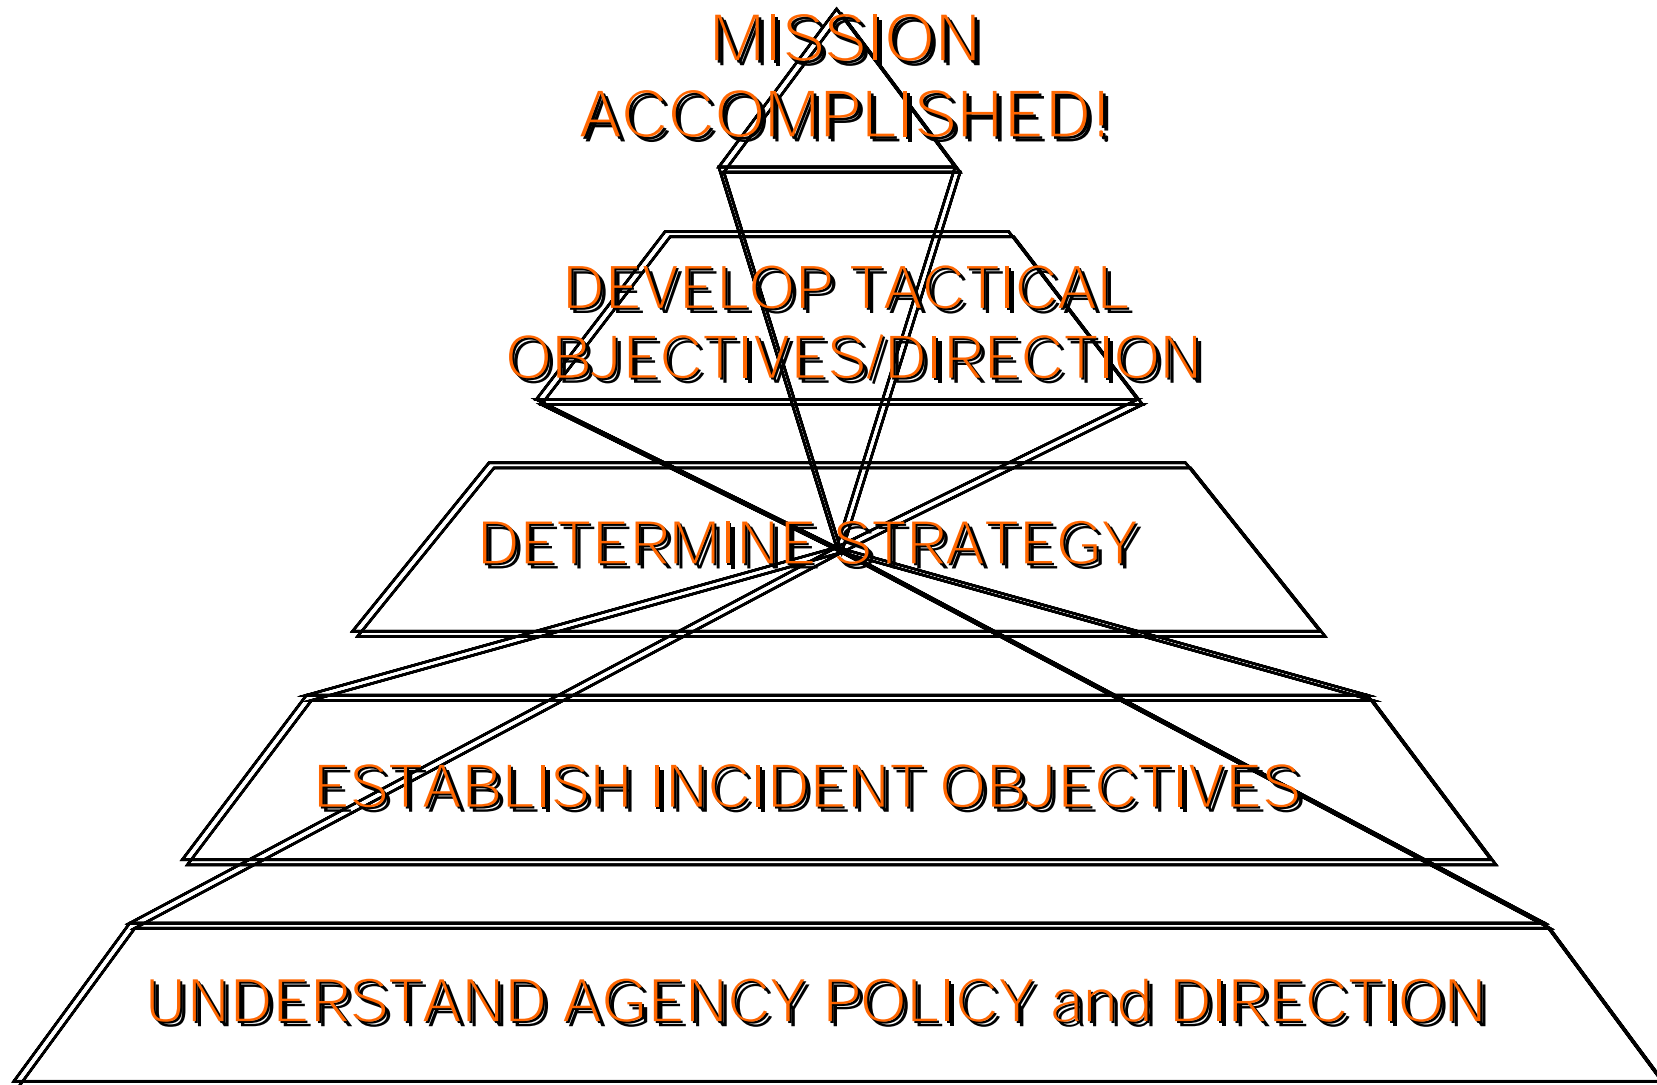 MISSION
ACCOMPLISHED!
DEVELOP TACTICAL
OBJECTIVES/DIRECTION
DETERMINE STRATEGY
ESTABLISH INCIDENT OBJECTIVES
UNDERSTAND AGENCY POLICY and DIRECTION